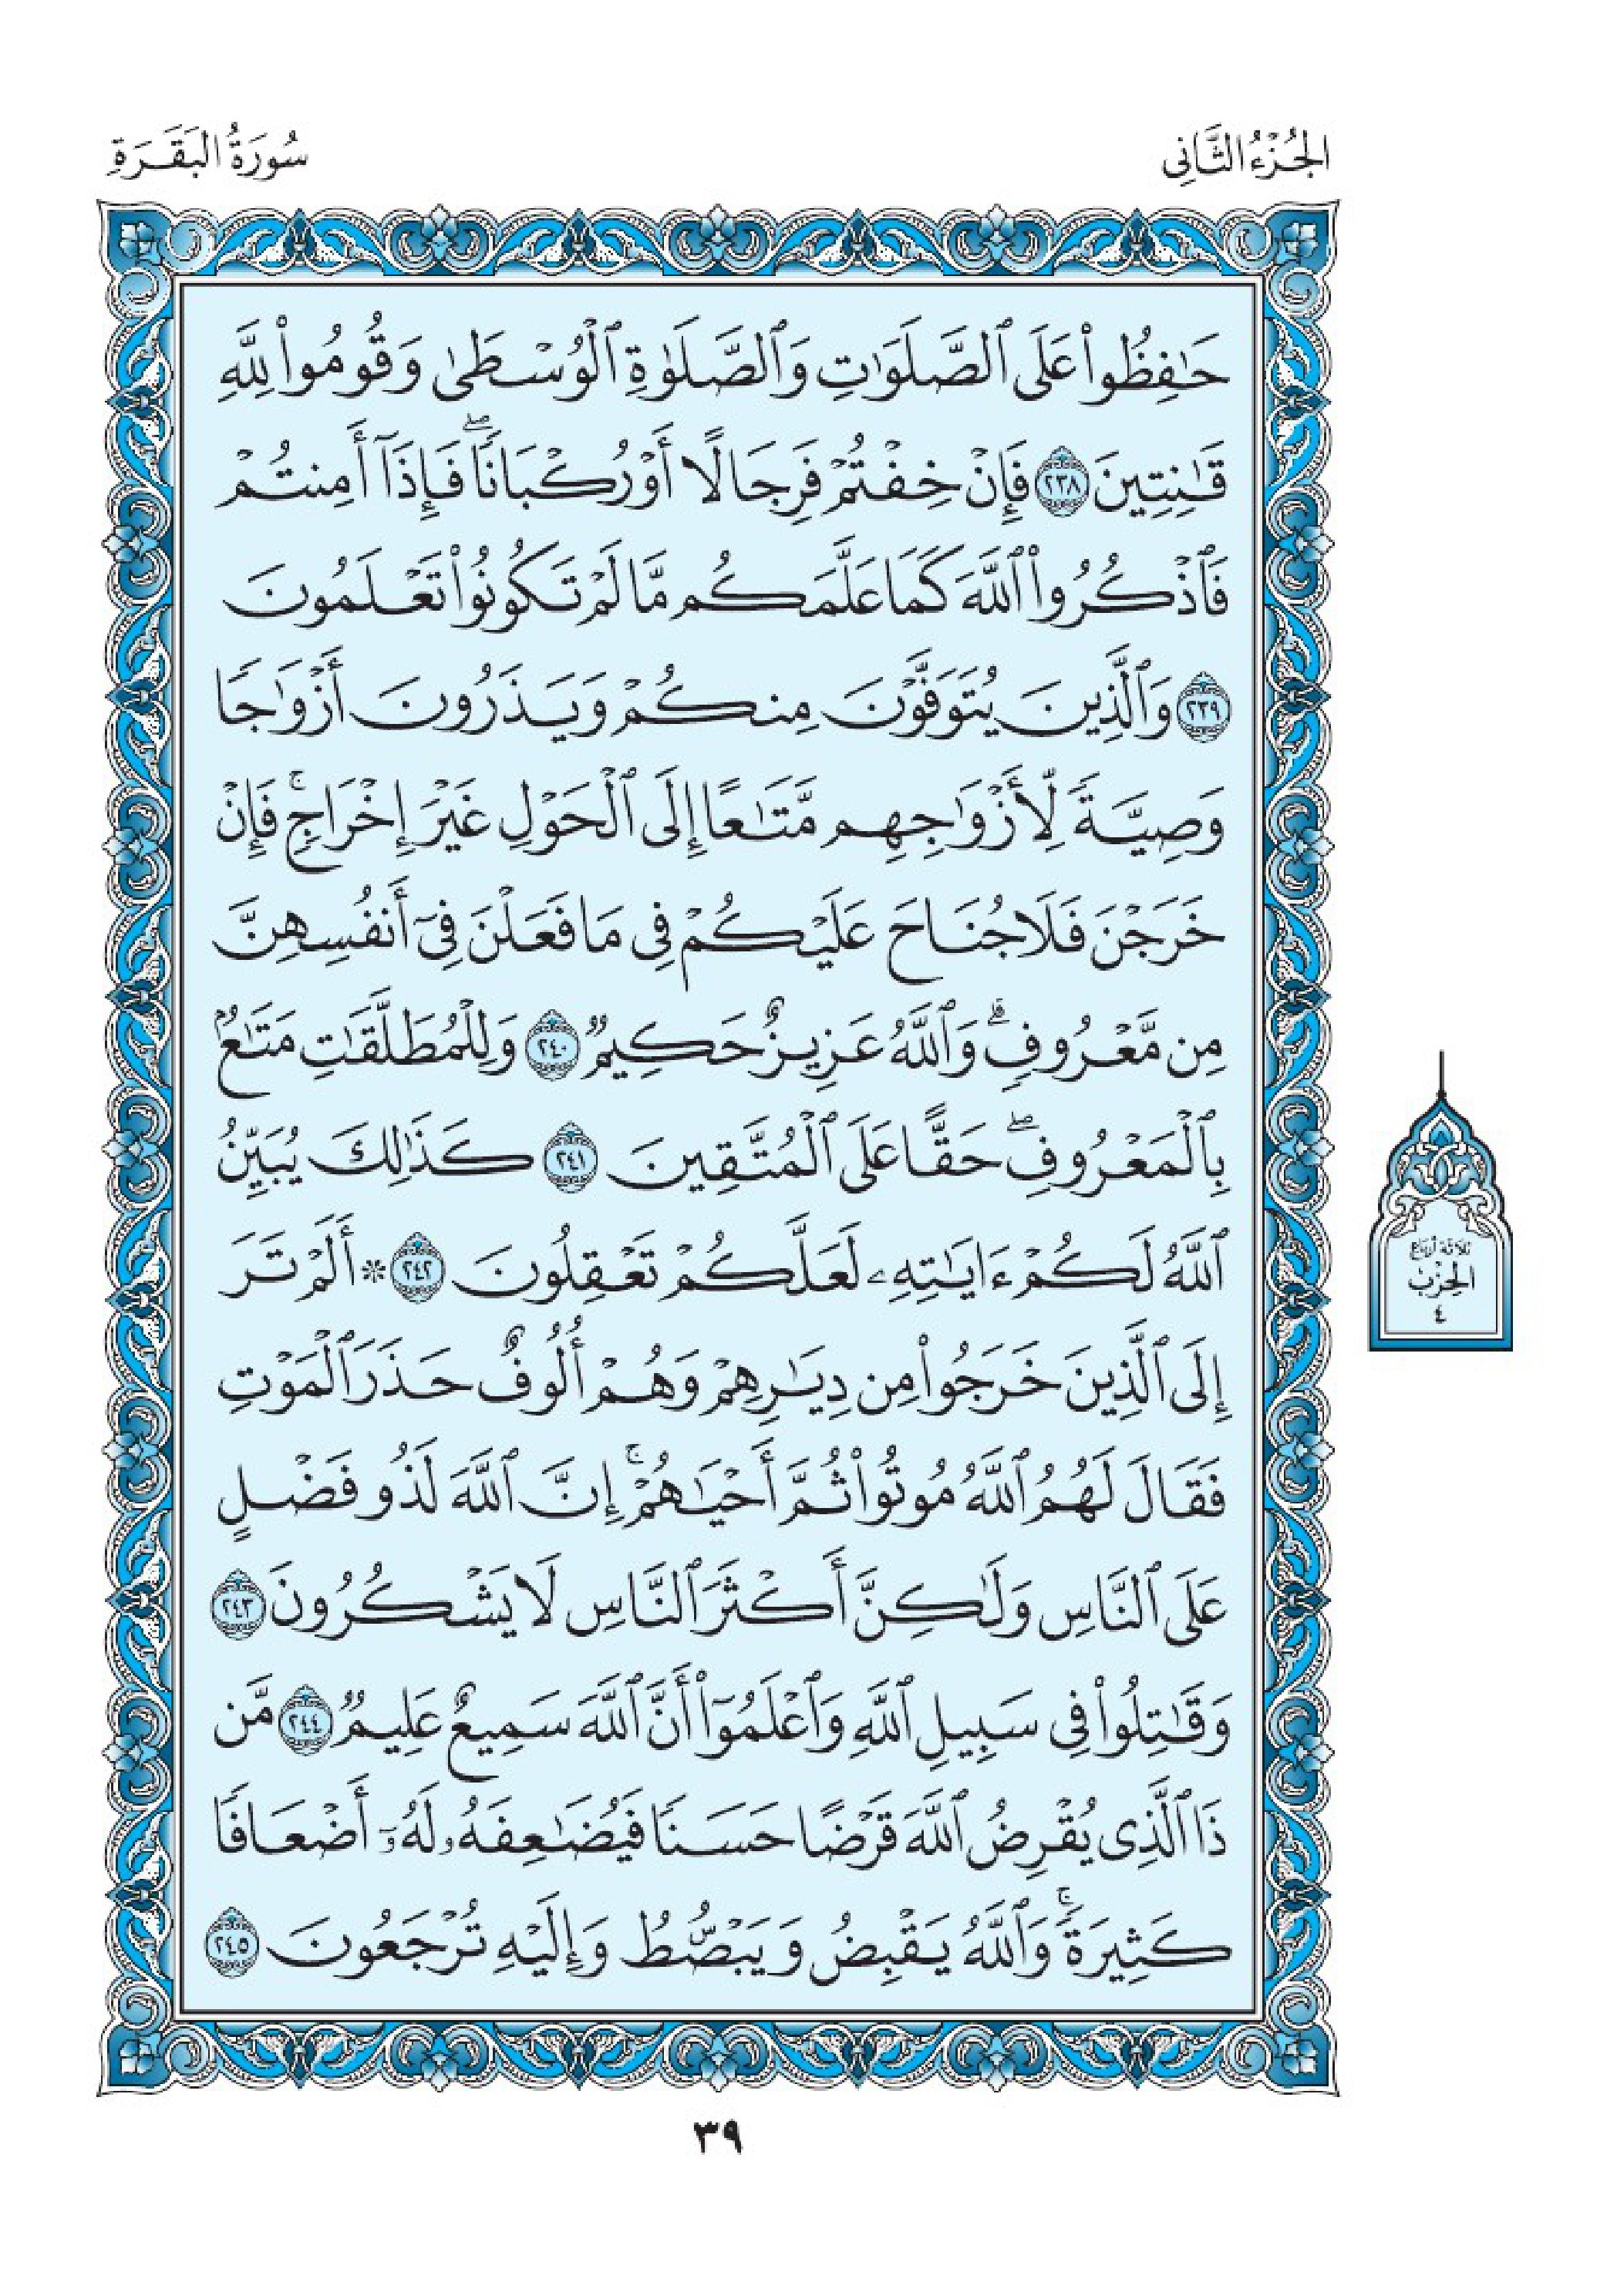 الجُزْءُ الثَّانِى
سُورَةُ البَقَرَةِ
حَٰفِظُوا۟ عَلَى ٱلصَّلَوَٰتِ وَٱلصَّلَوٰةِ ٱلْوُسْطَىٰ وَقُومُوا۟ لِلَّهِ
قَٰنِتِينَ ٢٣٨ فَإِنْ خِفْتُمْ فَرِجَالًا أَوْ رُكْبَانًاۖ فَإِذَآ أَمِنتُمْ
فَٱذْكُرُوا۟ ٱللَّهَ كَمَا عَلَّمَكُم مَّا لَمْ تَكُونُوا۟ تَعْلَمُونَ
٢٣٩ وَٱلَّذِينَ يُتَوَفَّوْنَ مِنكُمْ وَيَذَرُونَ أَزْوَٰجًا
وَصِيَّةً لِّأَزْوَٰجِهِم مَّتَٰعًا إِلَى ٱلْحَوْلِ غَيْرَ إِخْرَاجٍۚ فَإِنْ
خَرَجْنَ فَلَا جُنَاحَ عَلَيْكُمْ فِى مَا فَعَلْنَ فِىٓ أَنفُسِهِنَّ
مِن مَّعْرُوفٍۗ وَٱللَّهُ عَزِيزٌ حَكِيمٌ ٢٤٠ وَلِلْمُطَلَّقَٰتِ مَتَٰعٌۢ
بِٱلْمَعْرُوفِۖ حَقًّا عَلَى ٱلْمُتَّقِينَ ٢٤١ كَذَٰلِكَ يُبَيِّنُ
ٱللَّهُ لَكُمْ ءَايَٰتِهِۦ لَعَلَّكُمْ تَعْقِلُونَ ٢٤٢ ۞ أَلَمْ تَرَ
إِلَى ٱلَّذِينَ خَرَجُوا۟ مِن دِيَٰرِهِمْ وَهُمْ أُلُوفٌ حَذَرَ ٱلْمَوْتِ
فَقَالَ لَهُمُ ٱللَّهُ مُوتُوا۟ ثُمَّ أَحْيَٰهُمْۚ إِنَّ ٱللَّهَ لَذُو فَضْلٍ
عَلَى ٱلنَّاسِ وَلَٰكِنَّ أَكْثَرَ ٱلنَّاسِ لَا يَشْكُرُونَ ٢٤٣
وَقَٰتِلُوا۟ فِى سَبِيلِ ٱللَّهِ وَٱعْلَمُوٓا۟ أَنَّ ٱللَّهَ سَمِيعٌ عَلِيمٌ ٢٤٤ مَّن
ذَا ٱلَّذِى يُقْرِضُ ٱللَّهَ قَرْضًا حَسَنًا فَيُضَٰعِفَهُۥ لَهُۥٓ أَضْعَافًا
كَثِيرَةًۚ وَٱللَّهُ يَقْبِضُ وَيَبْصُۜطُ وَإِلَيْهِ تُرْجَعُونَ ٢٤٥
ثلاثة أرباع
الحِزْب
٤
٣٩